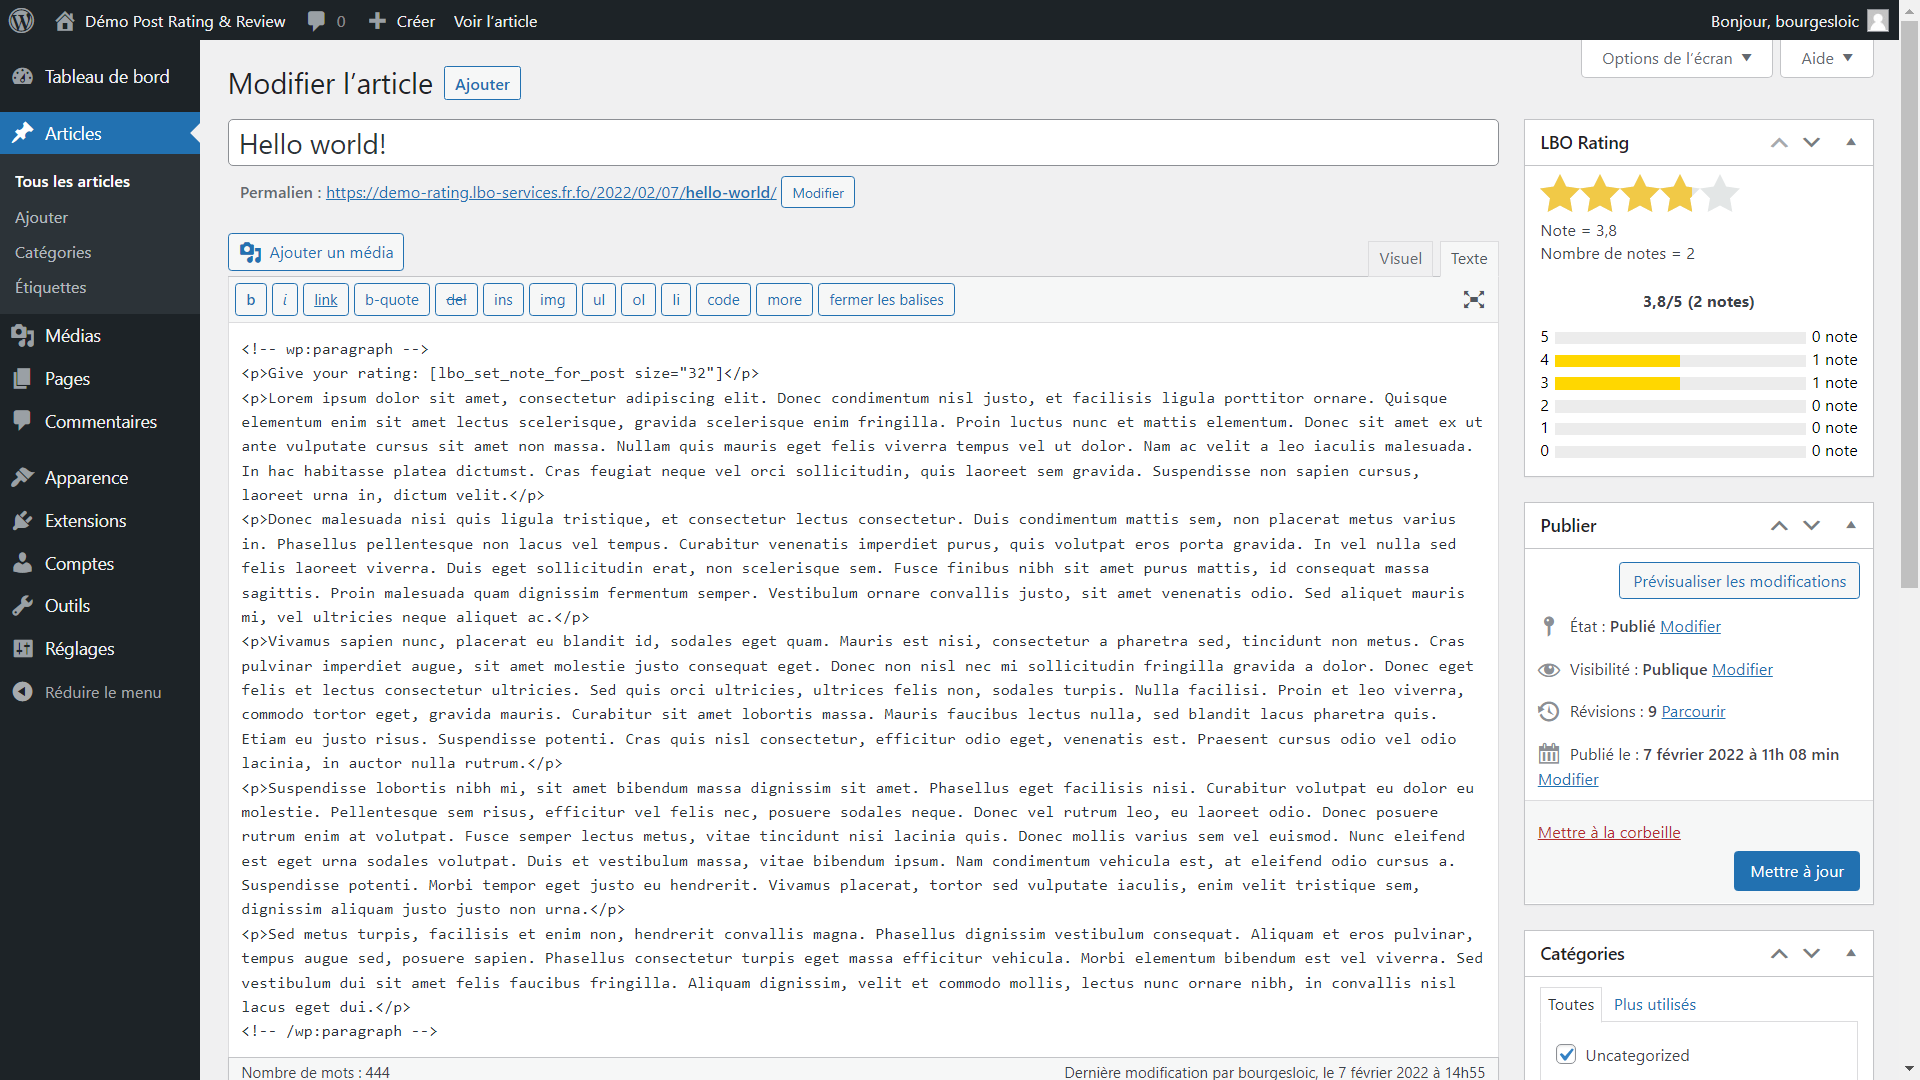 Démo Post Rating & Review
0
Créer
Voir l’article
Bonjour, bourgesloic
Tableau de bord
Articles
Tous les articles
Ajouter
Catégories
Étiquettes
Médias
Pages
Commentaires
Apparence
Extensions
Comptes
Outils
Réglages
Réduire le menu
Options de l’écran
Aide
Modifier l’article
Ajouter
Hello world!
Permalien : https://demo-rating.lbo-services.fr.fo/2022/02/07/hello-world/ Modifier
Ajouter un média
Visuel
Texte
b i link b-quote del ins img ul ol li code more fermer les balises
<!-- wp:paragraph -->
<p>Give your rating: [lbo_set_note_for_post size="32"]</p>
<p>Lorem ipsum dolor sit amet, consectetur adipiscing elit. Donec condimentum nisl justo, et facilisis ligula porttitor ornare. Quisque
elementum enim sit amet lectus scelerisque, gravida scelerisque enim fringilla. Proin luctus nunc et mattis elementum. Donec sit amet ex ut
ante vulputate cursus sit amet non massa. Nullam quis mauris eget felis viverra tempus vel ut dolor. Nam ac velit a leo iaculis malesuada.
In hac habitasse platea dictumst. Cras feugiat neque vel orci sollicitudin, quis laoreet sem gravida. Suspendisse non sapien cursus,
laoreet urna in, dictum velit.</p>
<p>Donec malesuada nisi quis ligula tristique, et consectetur lectus consectetur. Duis condimentum mattis sem, non placerat metus varius
in. Phasellus pellentesque non lacus vel tempus. Curabitur venenatis imperdiet purus, quis volutpat eros porta gravida. In vel nulla sed
felis laoreet viverra. Duis eget sollicitudin erat, non scelerisque sem. Fusce finibus nibh sit amet purus mattis, id consequat massa
sagittis. Proin malesuada quam dignissim fermentum semper. Vestibulum ornare convallis justo, sit amet venenatis odio. Sed aliquet mauris
mi, vel ultricies neque aliquet ac.</p>
<p>Vivamus sapien nunc, placerat eu blandit id, sodales eget quam. Mauris est nisi, consectetur a pharetra sed, tincidunt non metus. Cras
pulvinar imperdiet augue, sit amet molestie justo consequat eget. Donec non nisl nec mi sollicitudin fringilla gravida a dolor. Donec eget
felis et lectus consectetur ultricies. Sed quis orci ultricies, ultrices felis non, sodales turpis. Nulla facilisi. Proin et leo viverra,
commodo tortor eget, gravida mauris. Curabitur sit amet lobortis massa. Mauris faucibus lectus nulla, sed blandit lacus pharetra quis.
Etiam eu justo risus. Suspendisse potenti. Cras quis nisl consectetur, efficitur odio eget, venenatis est. Praesent cursus odio vel odio
lacinia, in auctor nulla rutrum.</p>
<p>Suspendisse lobortis nibh mi, sit amet bibendum massa dignissim sit amet. Phasellus eget facilisis nisi. Curabitur volutpat eu dolor eu
molestie. Pellentesque sem risus, efficitur vel felis nec, posuere sodales neque. Donec vel rutrum leo, eu laoreet odio. Donec posuere
rutrum enim at volutpat. Fusce semper lectus metus, vitae tincidunt nisi lacinia quis. Donec mollis varius sem vel euismod. Nunc eleifend
est eget urna sodales volutpat. Duis et vestibulum massa, vitae bibendum ipsum. Nam condimentum vehicula est, at eleifend odio cursus a.
Suspendisse potenti. Morbi tempor eget justo eu hendrerit. Vivamus placerat, tortor sed vulputate iaculis, enim velit tristique sem,
dignissim aliquam justo justo non urna.</p>
<p>Sed metus turpis, facilisis et enim non, hendrerit convallis magna. Phasellus dignissim vestibulum consequat. Aliquam et eros pulvinar,
tempus augue sed, posuere sapien. Phasellus consectetur turpis eget massa efficitur vehicula. Morbi elementum bibendum est vel viverra. Sed
vestibulum dui sit amet felis faucibus fringilla. Aliquam dignissim, velit et commodo mollis, lectus nunc ornare nibh, in convallis nisl
lacus eget dui.</p>
<!-- /wp:paragraph -->
Nombre de mots : 444
Dernière modification par bourgesloic, le 7 février 2022 à 14h55
LBO Rating
Note = 3,8
Nombre de notes = 2
3,8/5 (2 notes)
5 0 note
4 1 note
3 1 note
2 0 note
1 0 note
0 0 note
Publier
Prévisualiser les modifications
État : Publié Modifier
Visibilité : Publique Modifier
Révisions : 9 Parcourir
Publié le : 7 février 2022 à 11h 08 min
Modifier
Mettre à la corbeille
Mettre à jour
Catégories
Toutes
Plus utilisés
Uncategorized